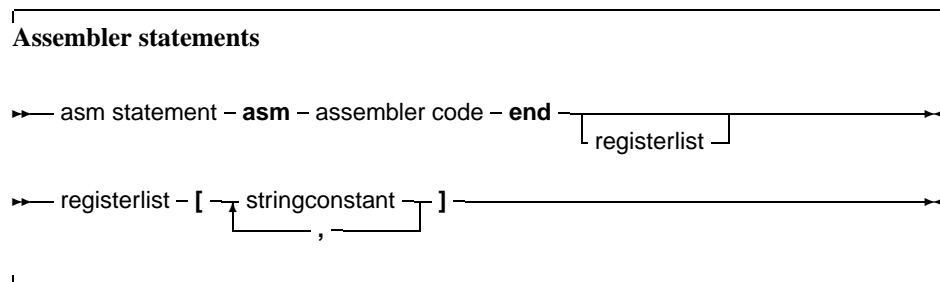 Assembler statements
asm statement – asm – assembler code – end
registerlist
registerlist – [ stringconstant ]
,